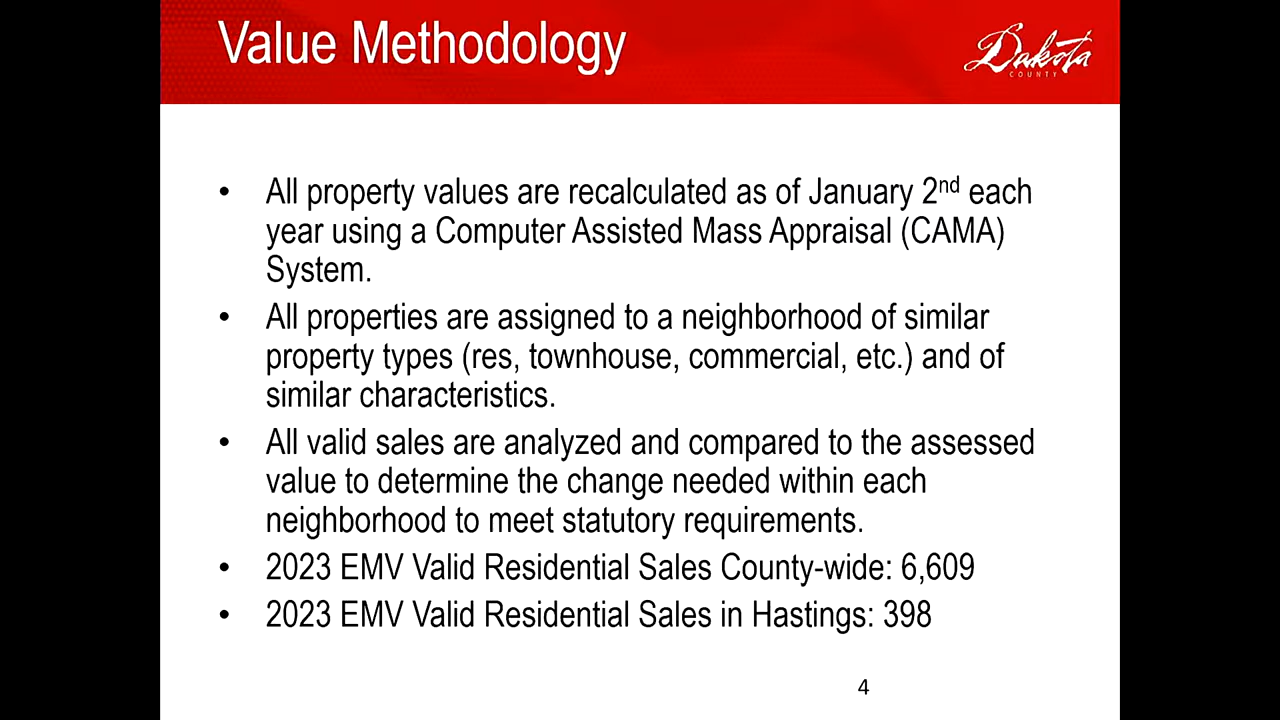 Value Methodology
Dakota
COUNTY
• All property values are recalculated as of January 2nd each
year using a Computer Assisted Mass Appraisal (CAMA)
System.
• All properties are assigned to a neighborhood of similar
property types (res, townhouse, commercial, etc.) and of
similar characteristics.
• All valid sales are analyzed and compared to the assessed
value to determine the change needed within each
neighborhood to meet statutory requirements.
• 2023 EMV Valid Residential Sales County-wide: 6,609
• 2023 EMV Valid Residential Sales in Hastings: 398
4